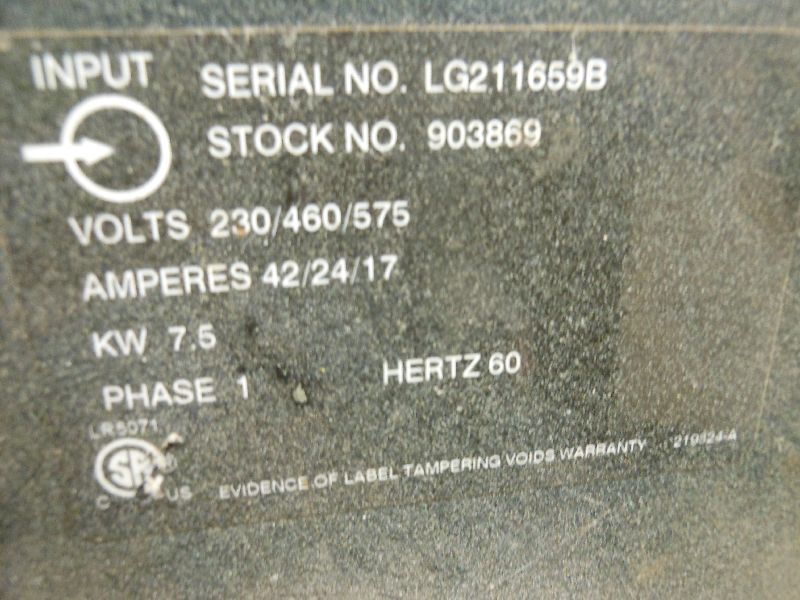 INPUT
SERIAL NO. LG211659B
STOCK NO. 903869
VOLTS 230/460/575
AMPERES 42/24/17
KW 7.5
PHASE 1
HERTZ 60
LR5071
SP
C US
EVIDENCE OF LABEL TAMPERING VOIDS WARRANTY